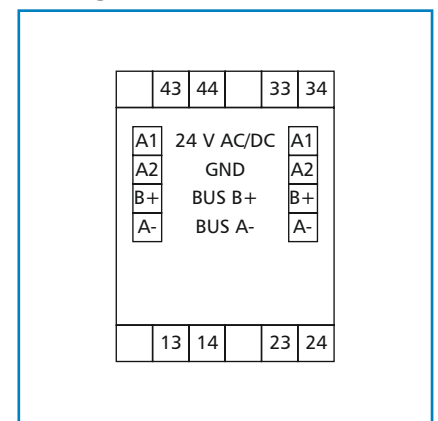 43 44 33 34
A1 24 V AC/DC A1
A2 GND A2
B+ BUS B+ B+
A- BUS A- A-
13 14 23 24